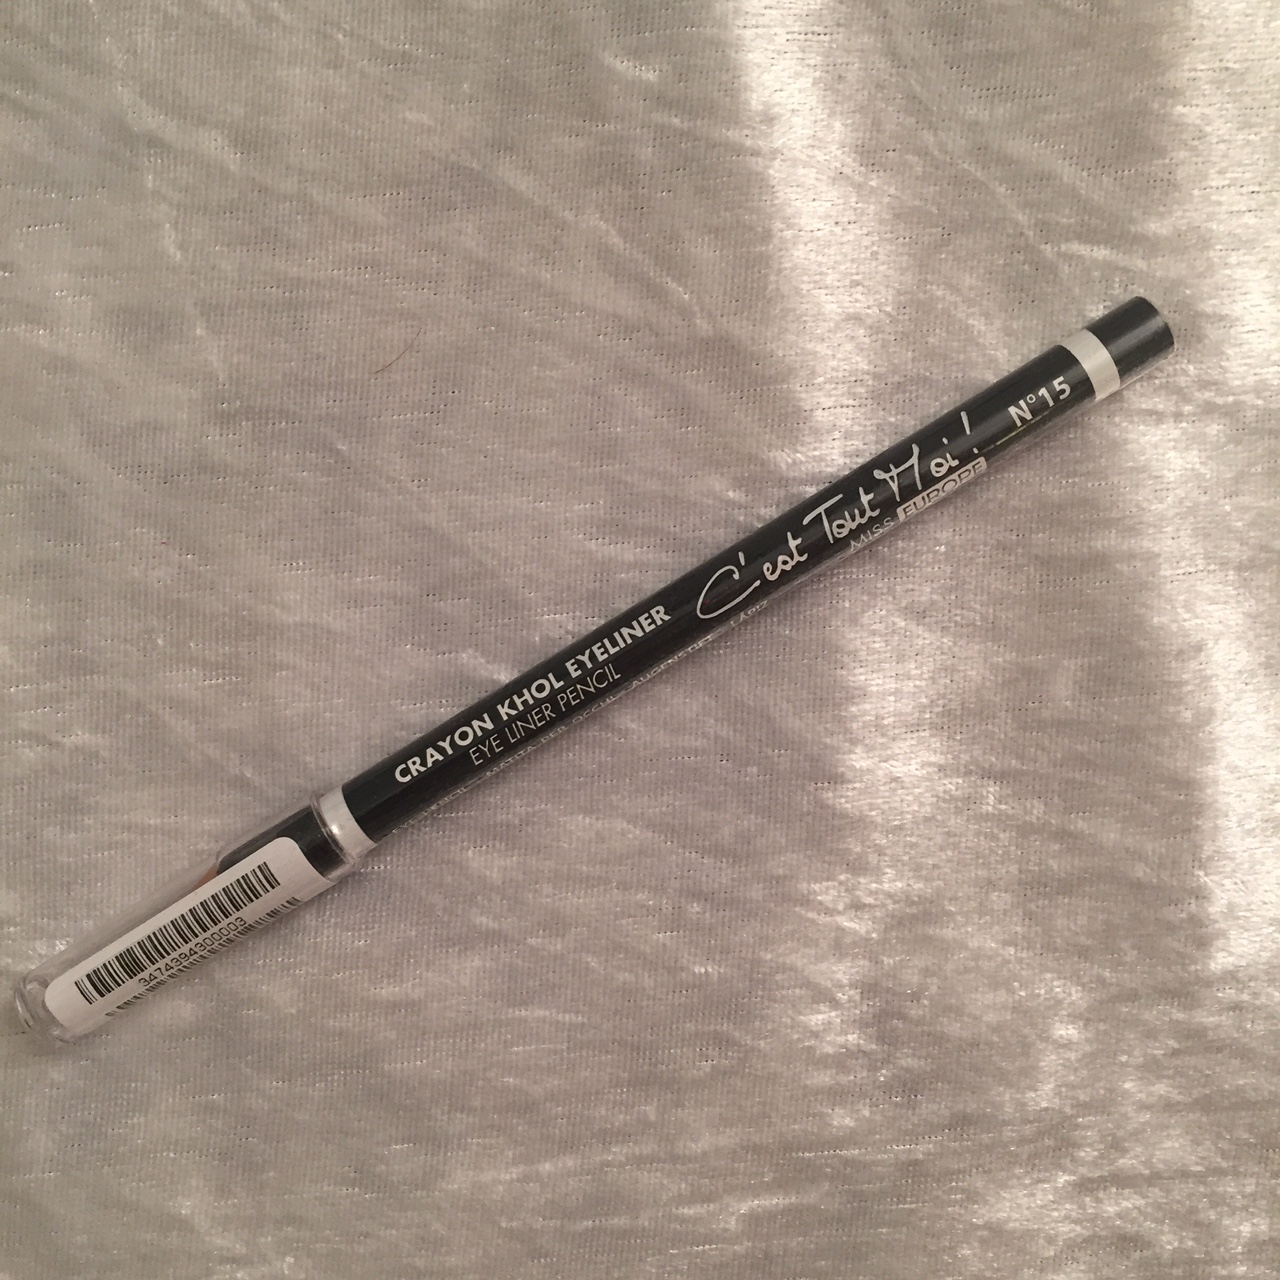 CRAYON KHOL EYELINER
EYE LINER PENCIL
C'est Tout Moi!
MISS EUROPE
N°15
3474394300003